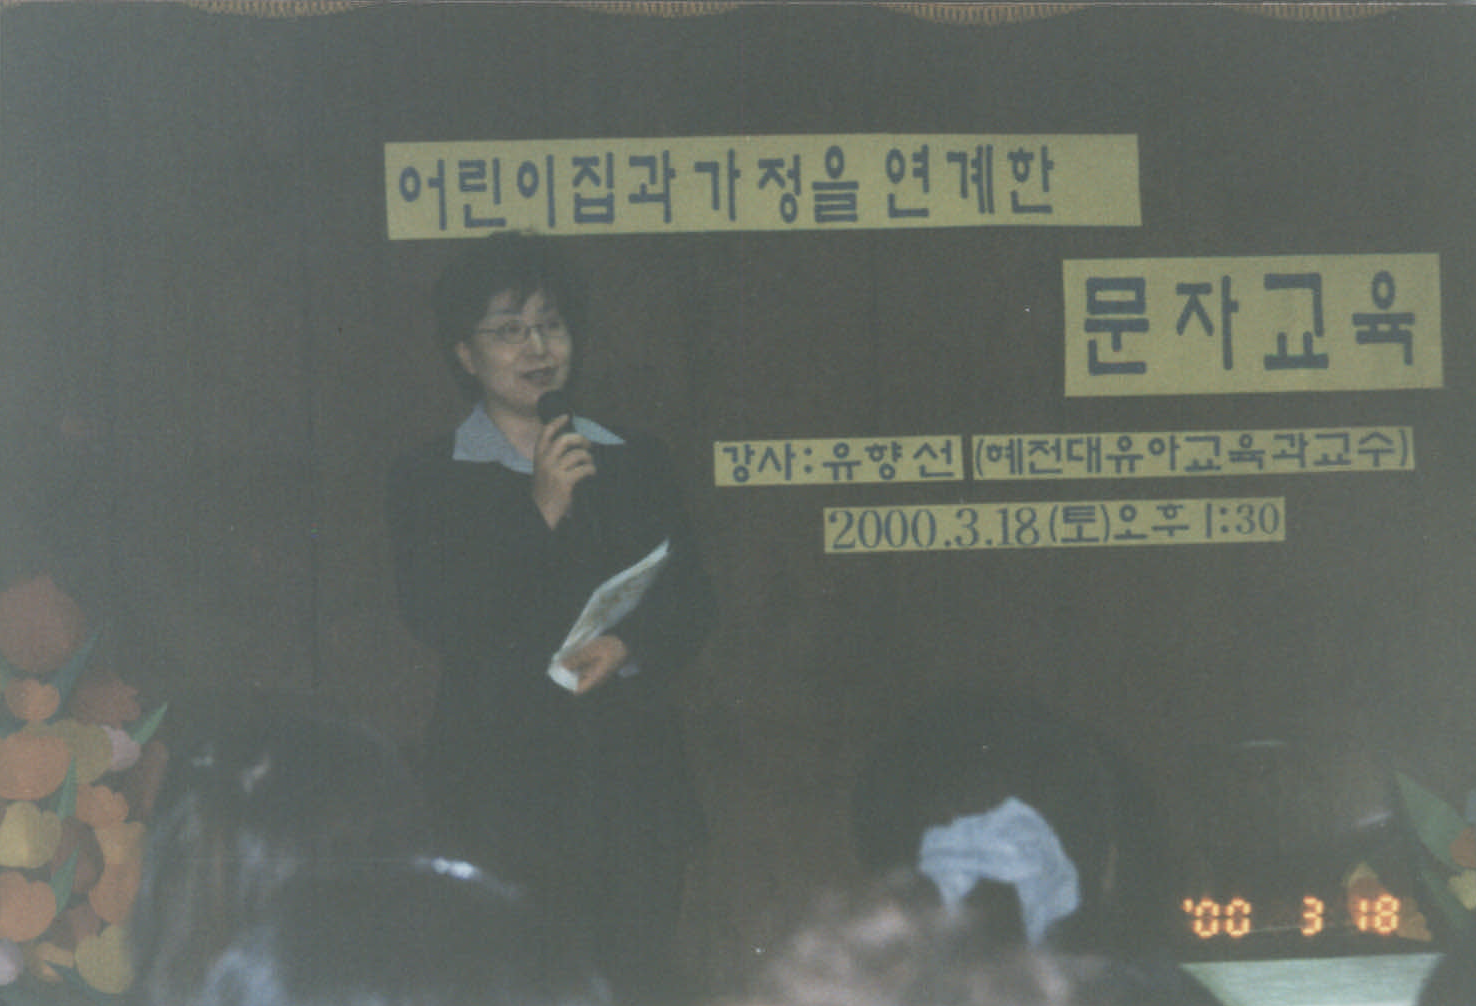 어린이집과 가정을 연계한
문자교육
강사:유향선 (혜전대유아교육과교수)
2000.3.18(토)오후 1:30
'00 3 18